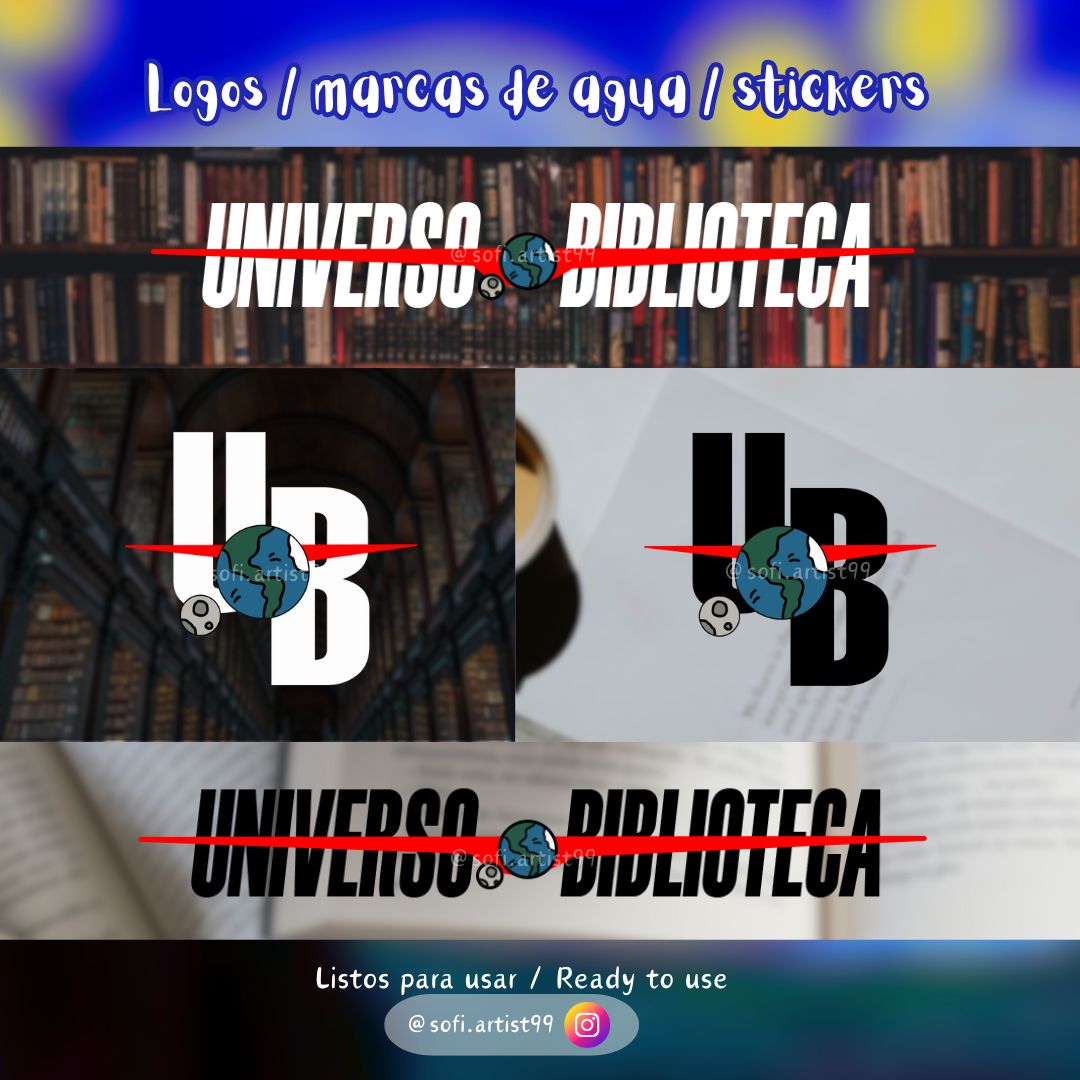 Logos / marcas de agua / stickers
UNIVERSO BIBLIOTECA
@sofi.artist99
UB
sofi.artist
UB
@sofi.artist99
UNIVERSO BIBLIOTECA
@sofi.artist99
Listos para usar / Ready to use
@sofi.artist99